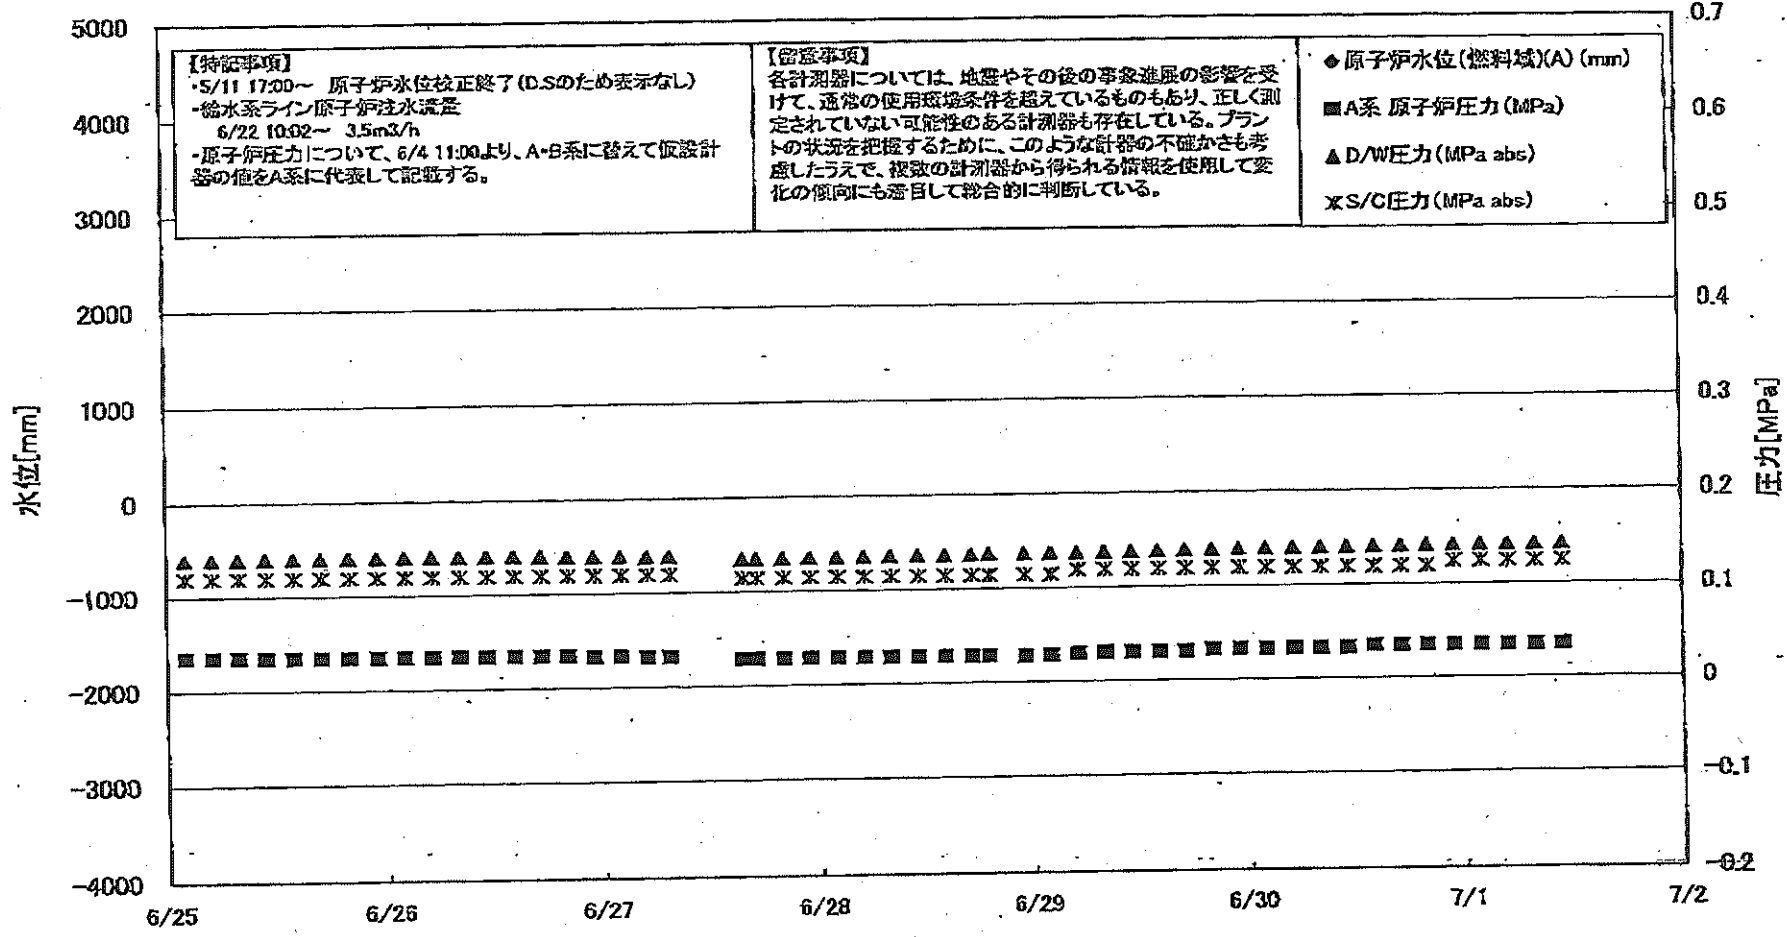 5000
4000
3000
2000
1000
0
-1000
-2000
-3000
-4000
水位[mm]
【特記事項】
・5/11 17:00～ 原子炉水位校正終了(D.Sのため表示なし)
・給水系ライン原子炉注水流量
6/22 10:02～ 3.5m3/h
・原子炉圧力について、6/4 11:00より、A・B系に替えて仮設計
器の値をA系に代表して記載する。
【留意事項】
各計測器については、地震やその後の事象進展の影響を受
けて、通常の使用環境条件を超えているものもあり、正しく測
定されていない可能性のある計測器も存在している。プラン
トの状況を把握するために、このような計器の不確かさも考
慮したうえで、複数の計測器から得られる情報を使用して変
化の傾向にも着目して総合的に判断している。
◆原子炉水位(燃料域)(A)(mm)
■A系 原子炉圧力(MPa)
▲D/W圧力(MPa abs)
ж S/C圧力(MPa abs)
0.7
0.6
0.5
0.4
0.3
0.2
0.1
0
-0.1
-0.2
圧力[MPa]
6/25
6/26
6/27
6/28
6/29
6/30
7/1
7/2